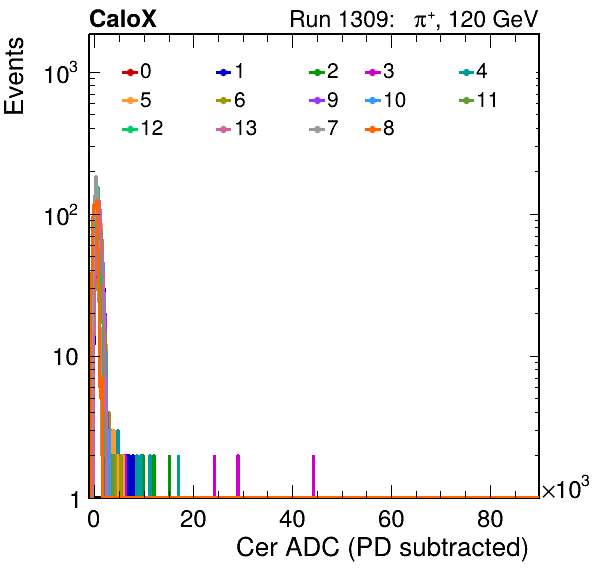 CaloX Run 1309: π⁺, 120 GeV
Events
10³
0 1 2 3 4
5 6 9 10 11
12 13 7 8
10²
10
1
×10³
0 20 40 60 80
Cer ADC (PD subtracted)